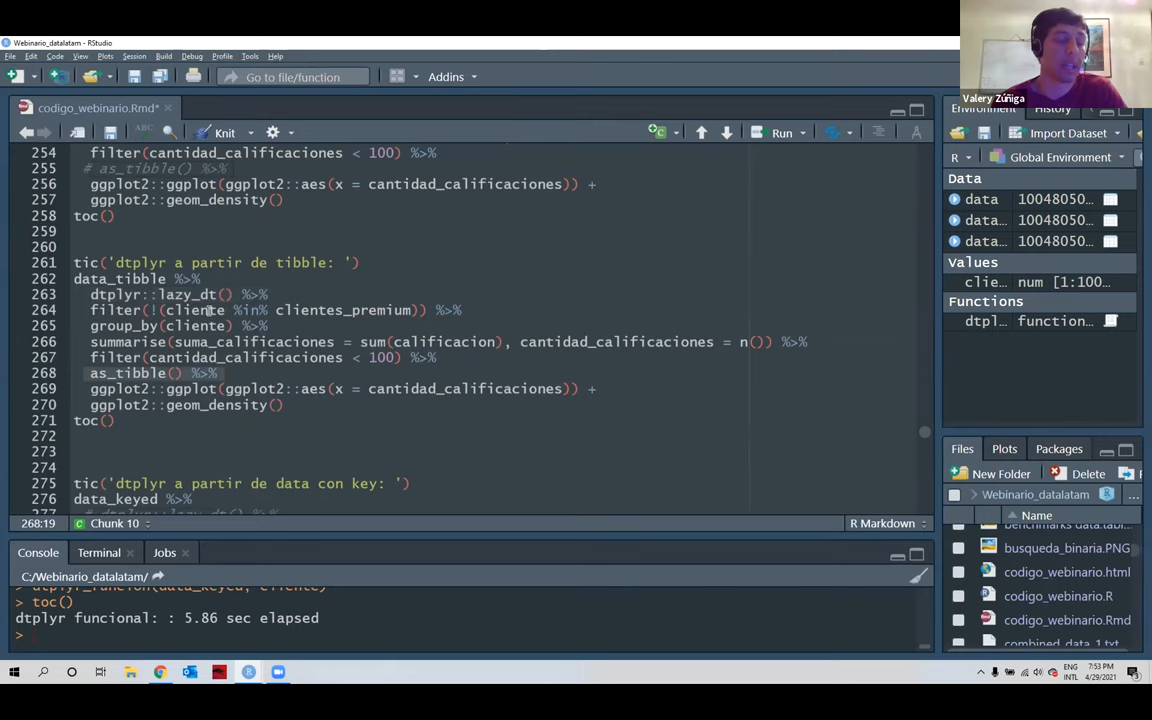 Webinario_datalatam - RStudio
File Edit Code View Plots Session Build Debug Profile Tools Help
Go to file/function
Addins
Valery Zúñiga
codigo_webinario.Rmd*
Knit
Run
254 filter(cantidad_calificaciones < 100) %>%
255 # as_tibble() %>%
256 ggplot2::ggplot(ggplot2::aes(x = cantidad_calificaciones)) +
257 ggplot2::geom_density()
258 toc()
259
260
261 tic('dtplyr a partir de tibble: ')
262 data_tibble %>%
263 dtplyr::lazy_dt() %>%
264 filter(!(cliente %in% clientes_premium)) %>%
265 group_by(cliente) %>%
266 summarise(suma_calificaciones = sum(calificacion), cantidad_calificaciones = n()) %>%
267 filter(cantidad_calificaciones < 100) %>%
268 as_tibble() %>%
269 ggplot2::ggplot(ggplot2::aes(x = cantidad_calificaciones)) +
270 ggplot2::geom_density()
271 toc()
272
273
274
275 tic('dtplyr a partir de data con key: ')
276 data_keyed %>%
277 # dtplyr::lazy_dt() %>%
268:19 Chunk 10 R Markdown
Console Terminal Jobs
C:/Webinario_datalatam/
> dtplyr_funcion(data_keyed, cliente)
> toc()
dtplyr funcional: : 5.86 sec elapsed
>
Environment History
Import Dataset
R Global Environment
Data
data 10048050…
data… 10048050…
data… 10048050…
Values
clie… num [1:100…
Functions
dtpl… function…
Files Plots Packages
New Folder Delete
Webinario_datalatam
Name
benchmarks data.tabl…
busqueda_binaria.PNG
codigo_webinario.html
codigo_webinario.R
codigo_webinario.Rmd
combined_data_1.txt
ENG
INTL
7:53 PM
4/29/2021